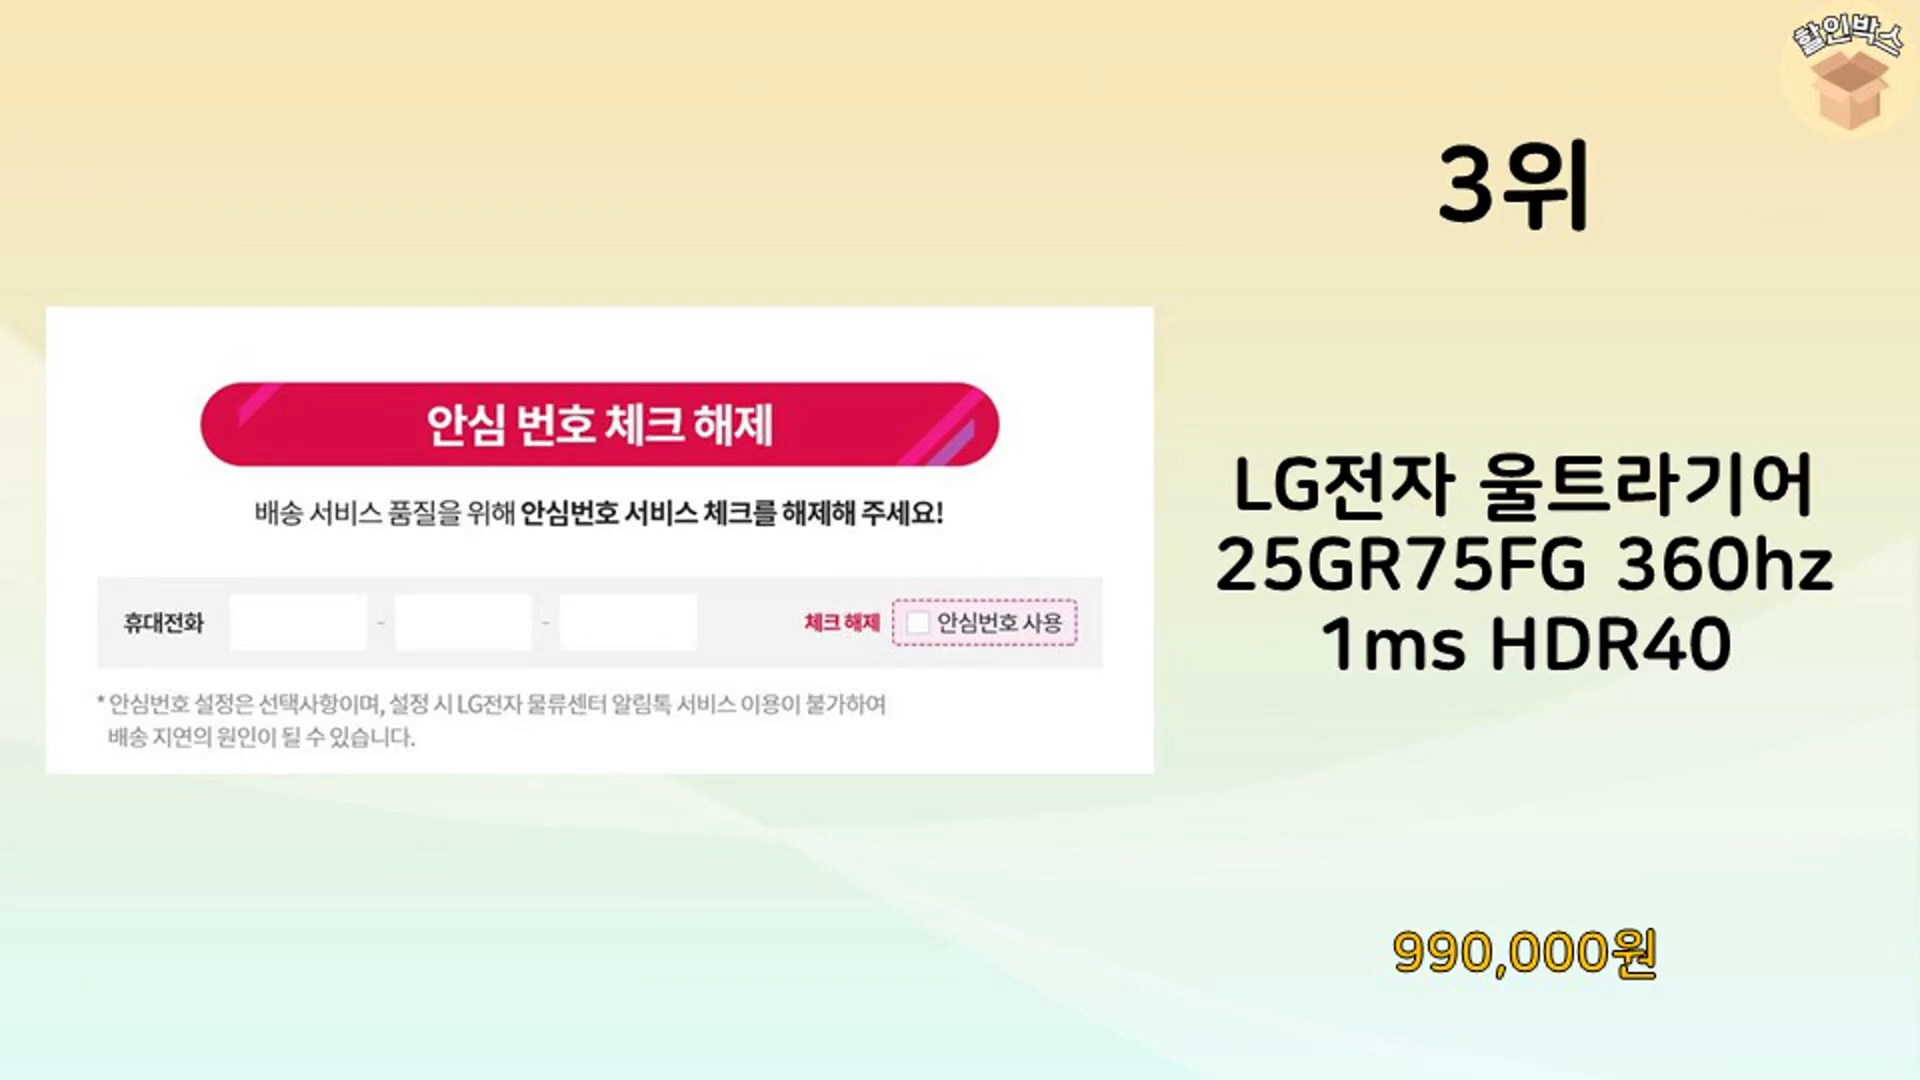 할인박스
3위
안심 번호 체크 해제
배송 서비스 품질을 위해 안심번호 서비스 체크를 해제해 주세요!
휴대전화 - - 체크 해제 안심번호 사용
* 안심번호 설정은 선택사항이며, 설정 시 LG전자 물류센터 알림톡 서비스 이용이 불가하여
배송 지연의 원인이 될 수 있습니다.
LG전자 울트라기어
25GR75FG 360hz
1ms HDR40
990,000원